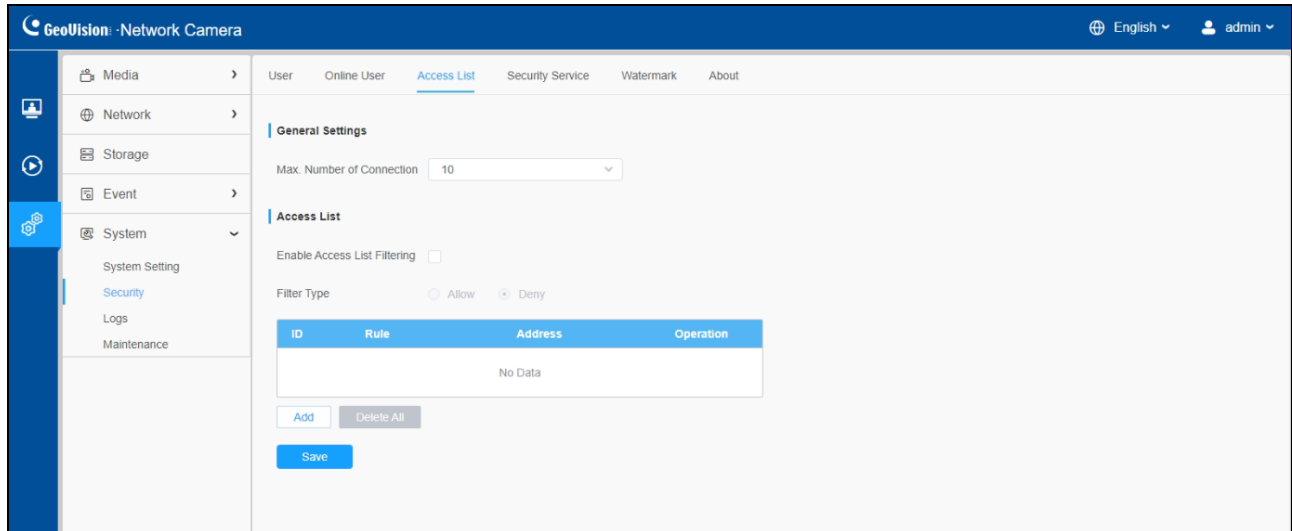 GeoVision: ·Network Camera
English
admin
Media
Network
Storage
Event
System
System Setting
Security
Logs
Maintenance
User Online User Access List Security Service Watermark About
General Settings
Max. Number of Connection 10
Access List
Enable Access List Filtering
Filter Type Allow Deny
ID Rule Address Operation
No Data
Add Delete All
Save